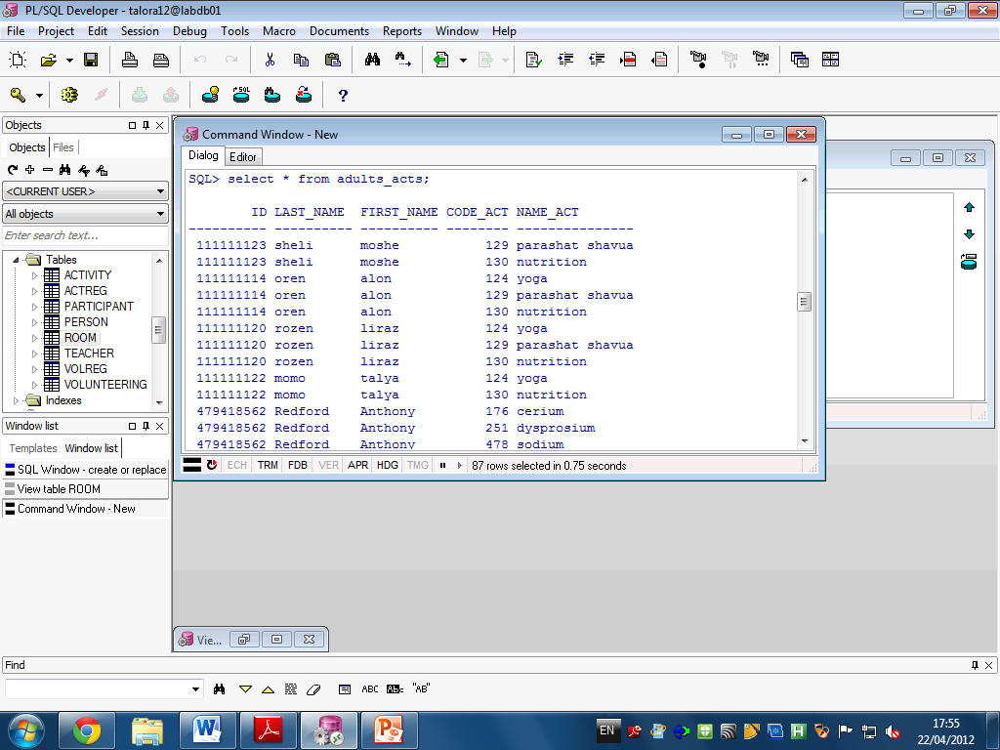 PL/SQL Developer - talora12@labdb01
File Project Edit Session Debug Tools Macro Documents Reports Window Help
SQL
?
Objects
Objects Files
<CURRENT USER>
All objects
Enter search text...
Tables
ACTIVITY
ACTREG
PARTICIPANT
PERSON
ROOM
TEACHER
VOLREG
VOLUNTEERING
Indexes
Window list
Templates Window list
SQL Window - create or replace
View table ROOM
Command Window - New
Command Window - New
Dialog Editor
SQL> select * from adults_acts;
ID LAST_NAME FIRST_NAME CODE_ACT NAME_ACT
---------- ---------- ---------- -------- ---------------
111111123 sheli moshe 129 parashat shavua
111111123 sheli moshe 130 nutrition
111111114 oren alon 124 yoga
111111114 oren alon 129 parashat shavua
111111114 oren alon 130 nutrition
111111120 rozen liraz 124 yoga
111111120 rozen liraz 129 parashat shavua
111111120 rozen liraz 130 nutrition
111111122 momo talya 124 yoga
111111122 momo talya 130 nutrition
479418562 Redford Anthony 176 cerium
479418562 Redford Anthony 251 dysprosium
479418562 Redford Anthony 478 sodium
ECH TRM FDB VER APR HDG TMG 87 rows selected in 0.75 seconds
Vie...
Find
ABC "AB"
EN
17:55
22/04/2012